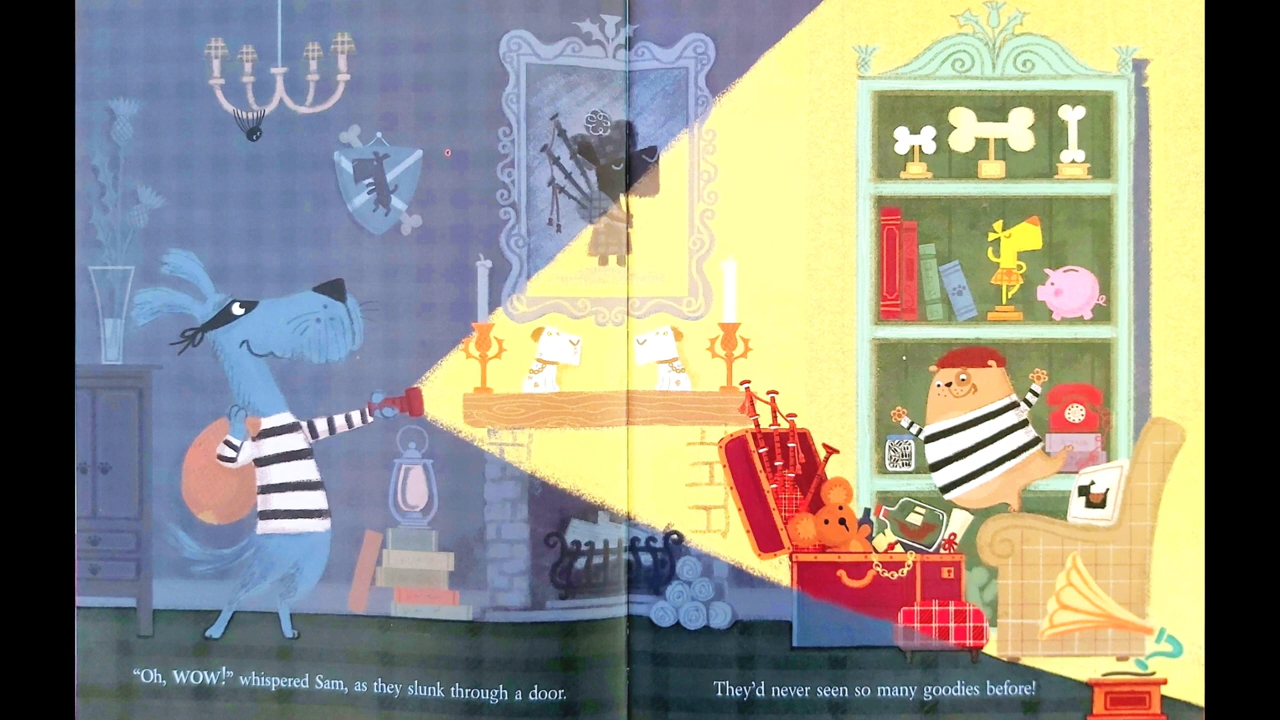 “Oh, WOW!” whispered Sam, as they slunk through a door.
They’d never seen so many goodies before!